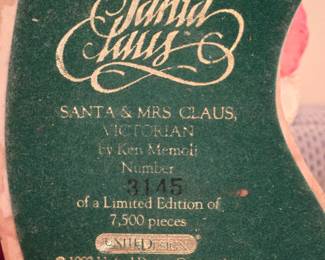 Santa
Claus™
SANTA & MRS. CLAUS,
VICTORIAN
by Ken Memoli
Number
3145
of a Limited Edition of
7,500 pieces
UNITED DESIGN